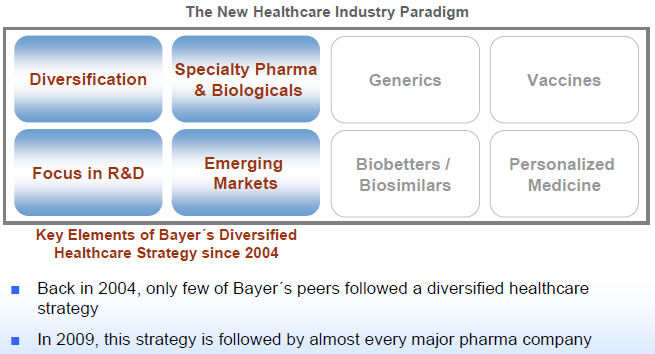 The New Healthcare Industry Paradigm
Diversification
Specialty Pharma
& Biologicals
Generics
Vaccines
Focus in R&D
Emerging
Markets
Biobetters /
Biosimilars
Personalized
Medicine
Key Elements of Bayer´s Diversified
Healthcare Strategy since 2004
Back in 2004, only few of Bayer´s peers followed a diversified healthcare
strategy
In 2009, this strategy is followed by almost every major pharma company